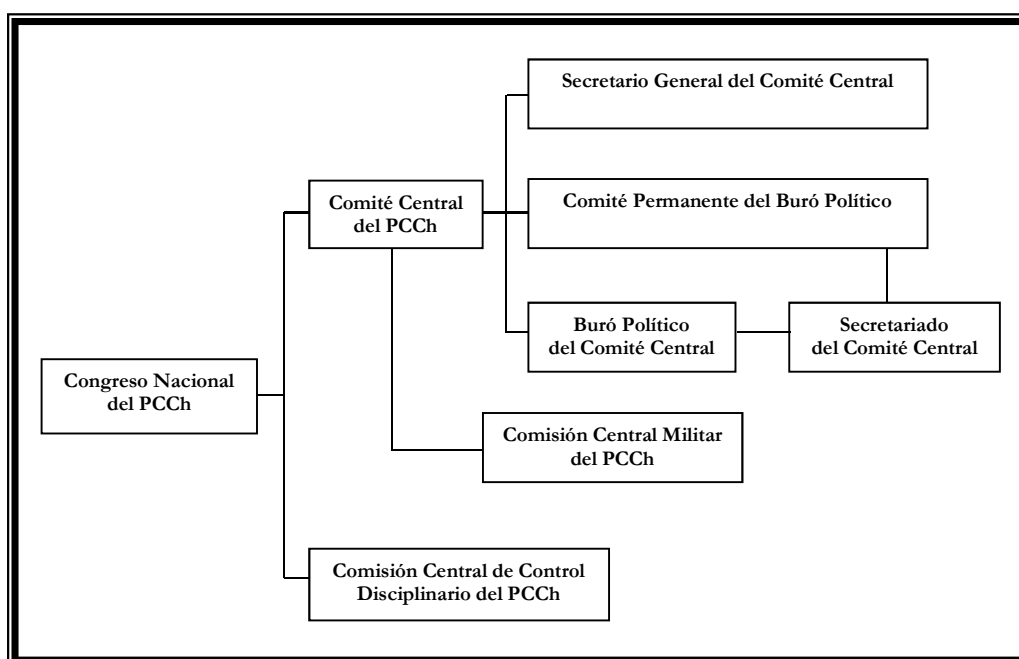 Secretario General del Comité Central
Comité Central
del PCCh
Comité Permanente del Buró Político
Buró Político
del Comité Central
Secretariado
del Comité Central
Congreso Nacional
del PCCh
Comisión Central Militar
del PCCh
Comisión Central de Control
Disciplinario del PCCh